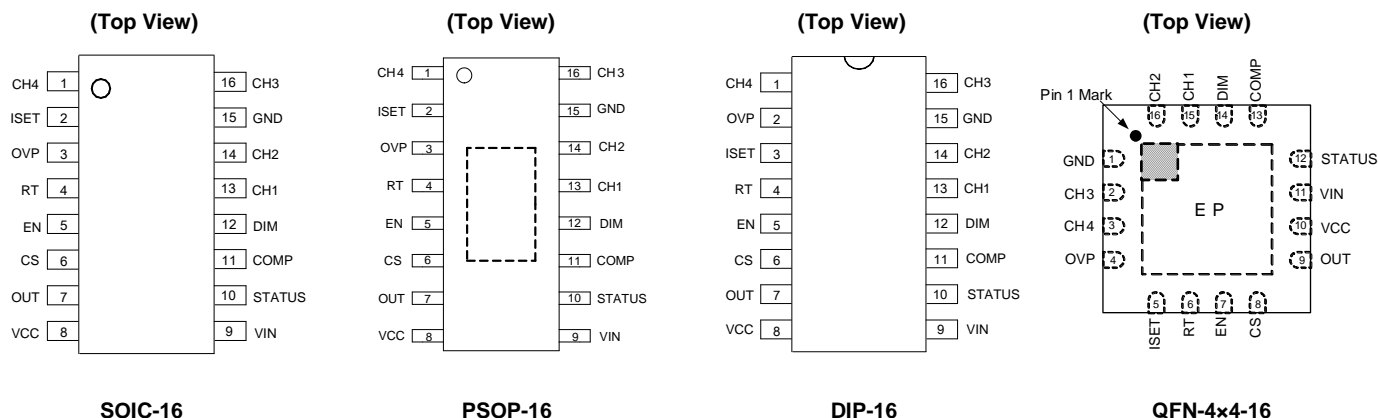 (Top View)
CH4 1 16 CH3
ISET 2 15 GND
OVP 3 14 CH2
RT 4 13 CH1
EN 5 12 DIM
CS 6 11 COMP
OUT 7 10 STATUS
VCC 8 9 VIN
SOIC-16
(Top View)
CH4 1 16 CH3
ISET 2 15 GND
OVP 3 14 CH2
RT 4 13 CH1
EN 5 12 DIM
CS 6 11 COMP
OUT 7 10 STATUS
VCC 8 9 VIN
PSOP-16
(Top View)
CH4 1 16 CH3
OVP 2 15 GND
ISET 3 14 CH2
RT 4 13 CH1
EN 5 12 DIM
CS 6 11 COMP
OUT 7 10 STATUS
VCC 8 9 VIN
DIP-16
(Top View)
Pin 1 Mark
CH2 CH1 DIM COMP
16 15 14 13
GND 1 12 STATUS
CH3 2 11 VIN
CH4 3 10 VCC
OVP 4 9 OUT
EP
5 6 7 8
ISET RT EN CS
QFN-4×4-16